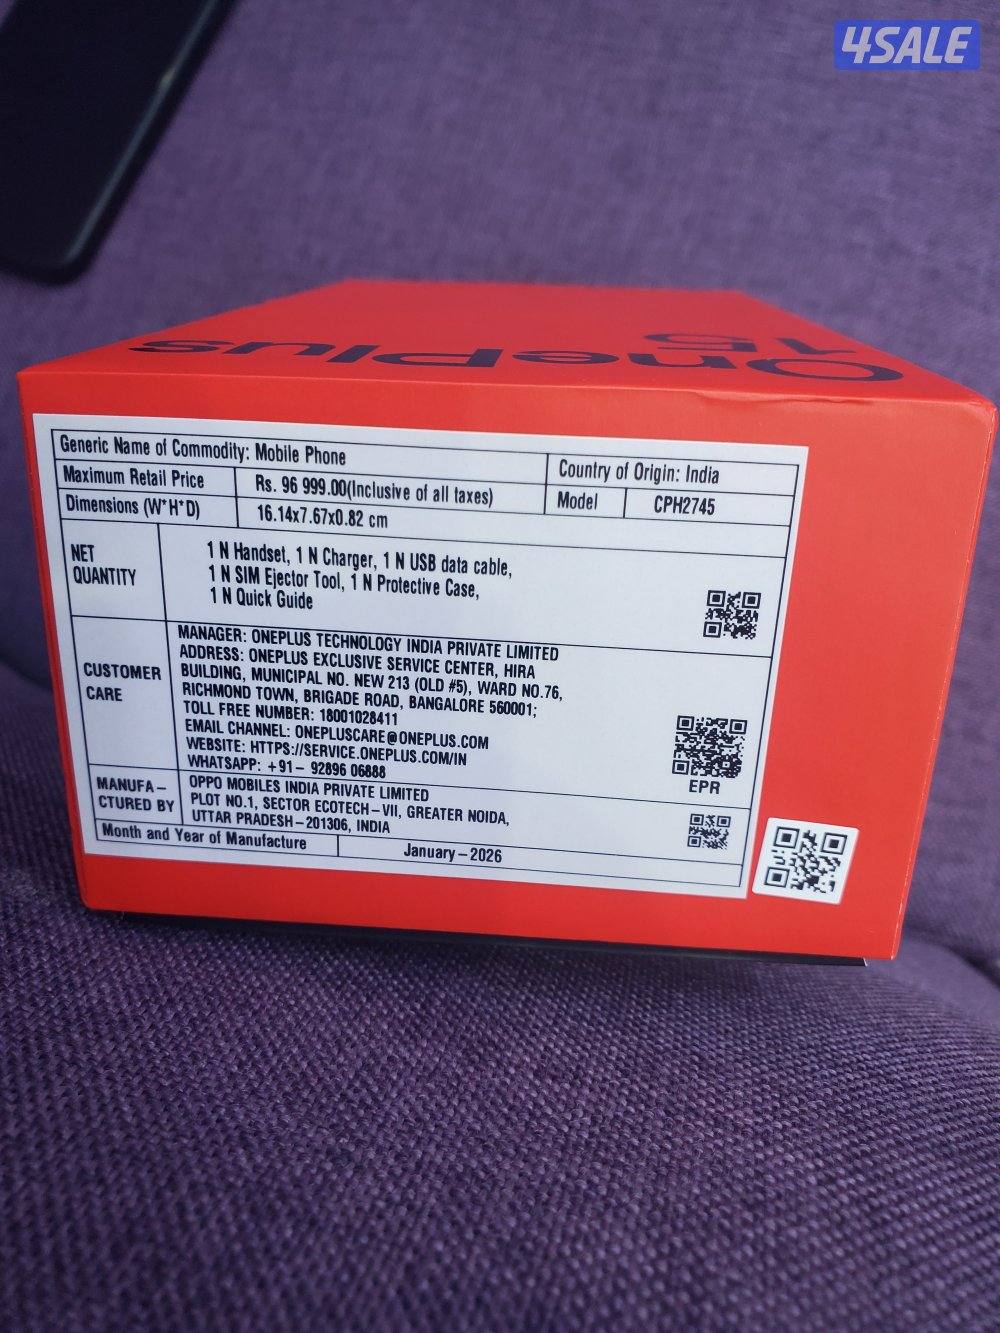 4SALE
OnePlus
15
Generic Name of Commodity: Mobile Phone
Country of Origin: India
Maximum Retail Price
Rs. 96 999.00(Inclusive of all taxes)
Model
CPH2745
Dimensions (W*H*D)
16.14x7.67x0.82 cm
NET
QUANTITY
1 N Handset, 1 N Charger, 1 N USB data cable,
1 N SIM Ejector Tool, 1 N Protective Case,
1 N Quick Guide
CUSTOMER
CARE
MANAGER: ONEPLUS TECHNOLOGY INDIA PRIVATE LIMITED
ADDRESS: ONEPLUS EXCLUSIVE SERVICE CENTER, HIRA
BUILDING, MUNICIPAL NO. NEW 213 (OLD #5), WARD NO.76,
RICHMOND TOWN, BRIGADE ROAD, BANGALORE 560001;
TOLL FREE NUMBER: 18001028411
EMAIL CHANNEL: ONEPLUSCARE@ONEPLUS.COM
WEBSITE: HTTPS://SERVICE.ONEPLUS.COM/IN
WHATSAPP: +91- 92896 06888
EPR
MANUFA-
CTURED BY
OPPO MOBILES INDIA PRIVATE LIMITED
PLOT NO.1, SECTOR ECOTECH-VII, GREATER NOIDA,
UTTAR PRADESH-201306, INDIA
Month and Year of Manufacture
January-2026